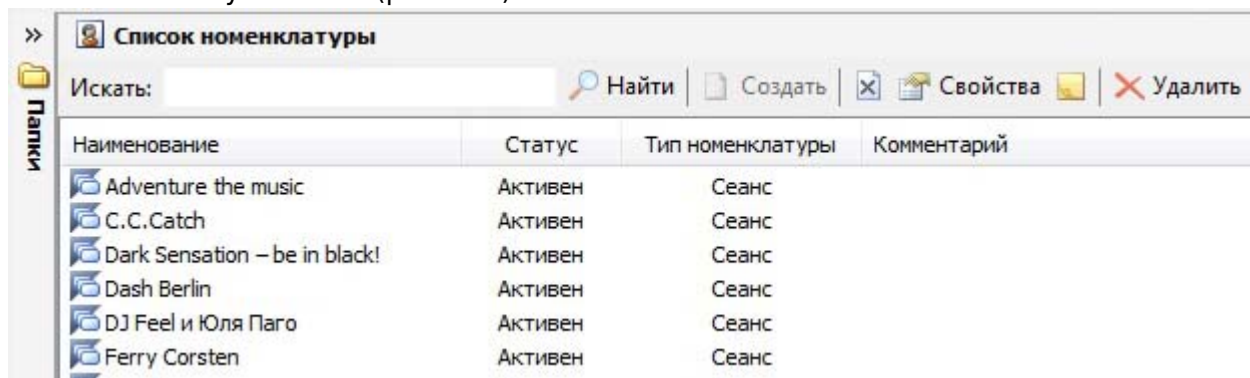 »
Папки
Список номенклатуры
Искать: Найти Создать Свойства Удалить
Наименование Статус Тип номенклатуры Комментарий
Adventure the music Активен Сеанс
C.C.Catch Активен Сеанс
Dark Sensation – be in black! Активен Сеанс
Dash Berlin Активен Сеанс
DJ Feel и Юля Паго Активен Сеанс
Ferry Corsten Активен Сеанс